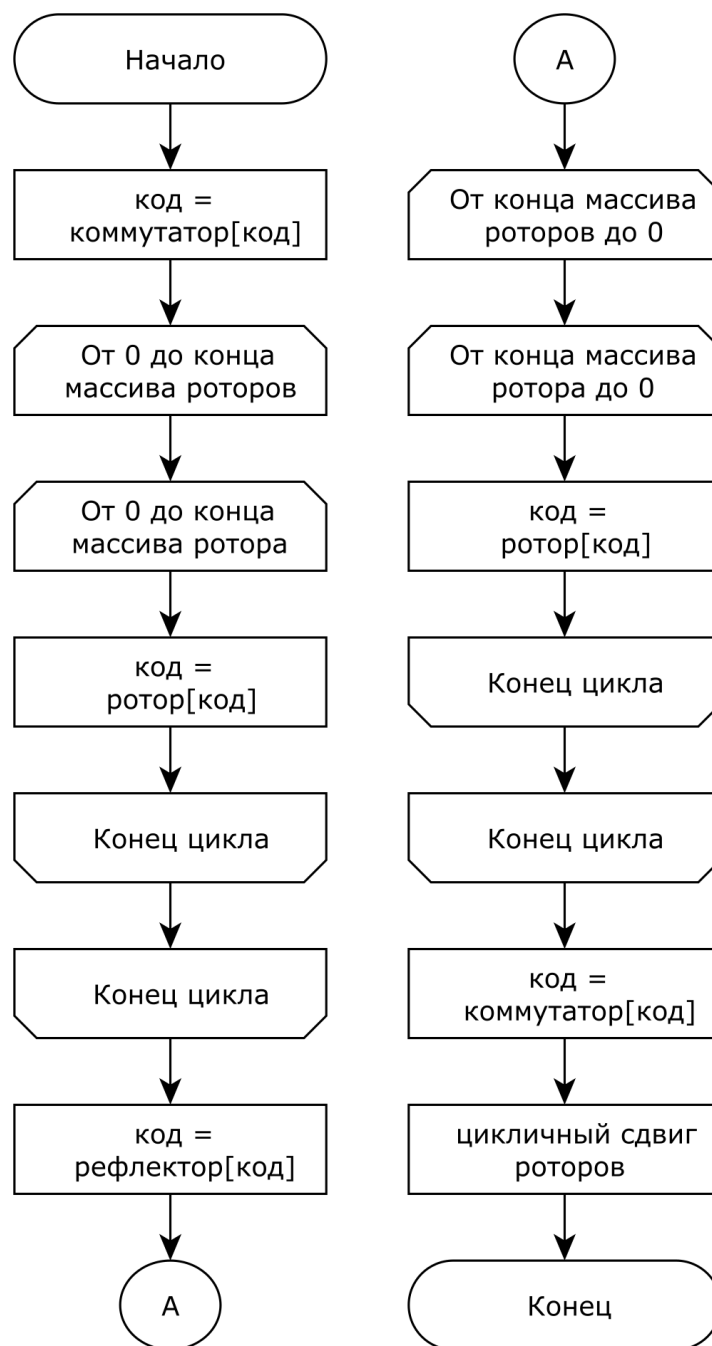 Начало
код =
коммутатор[код]
От 0 до конца
массива роторов
От 0 до конца
массива ротора
код =
ротор[код]
Конец цикла
Конец цикла
код =
рефлектор[код]
А
А
От конца массива
роторов до 0
От конца массива
ротора до 0
код =
ротор[код]
Конец цикла
Конец цикла
код =
коммутатор[код]
цикличный сдвиг
роторов
Конец